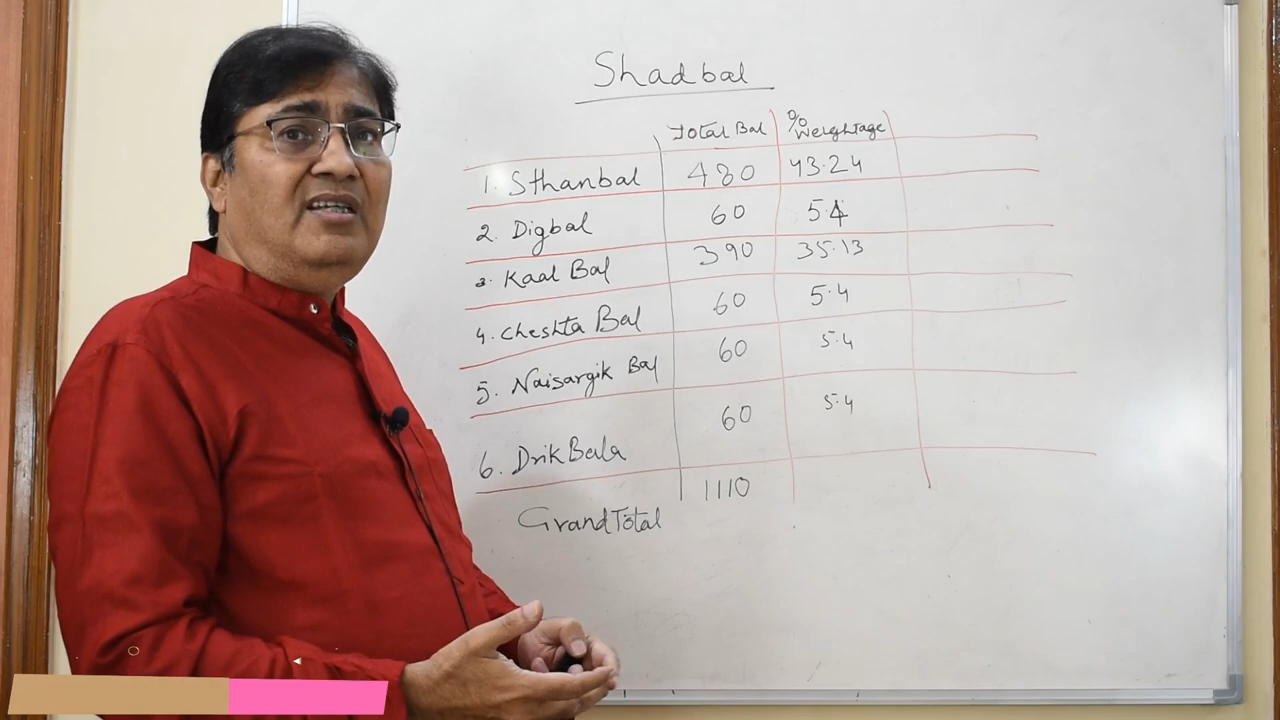 Shadbal
Total Bal % Weightage
1. Sthanbal 480 43.24
2. Digbal 60 5.4
3. Kaal Bal 390 35.13
4. Cheshta Bal 60 5.4
5. Naisargik Bal 60 5.4
6. Drik Bala 60 5.4
Grand Total 1110